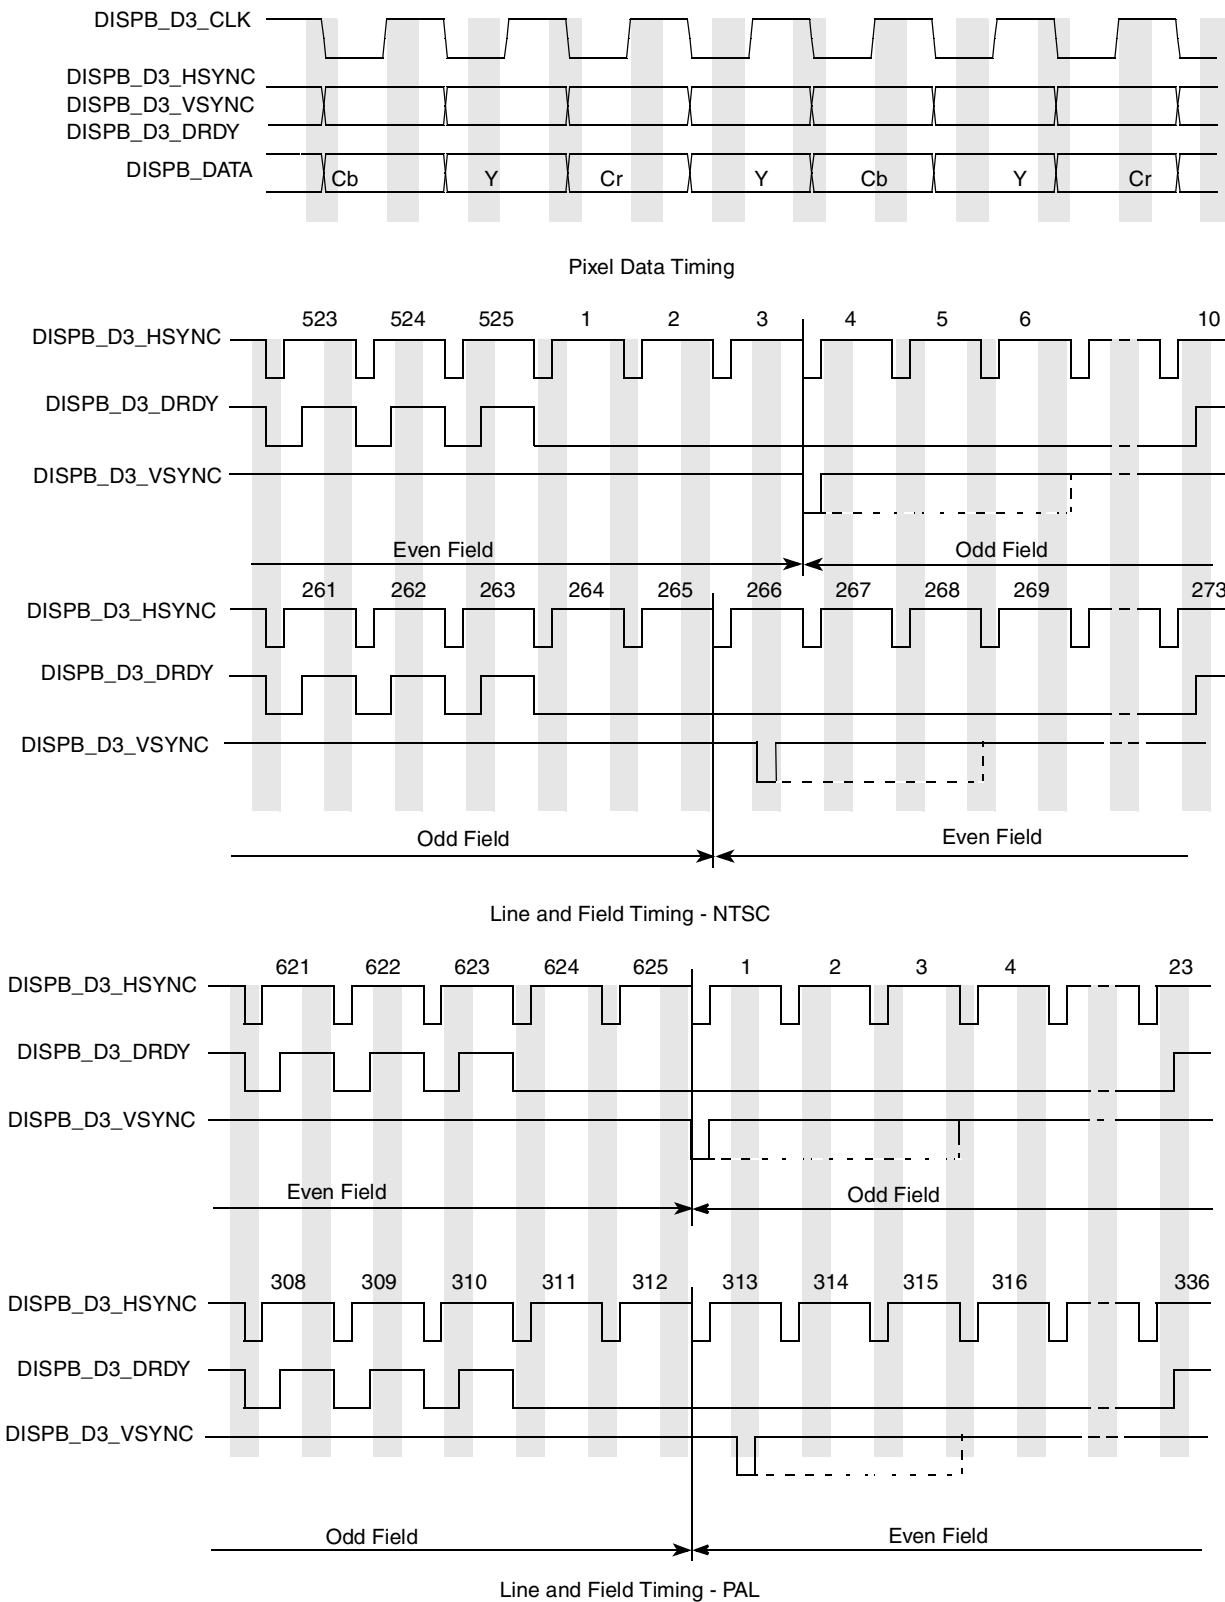 DISPB_D3_CLK
DISPB_D3_HSYNC
DISPB_D3_VSYNC
DISPB_D3_DRDY
DISPB_DATA Cb Y Cr Y Cb Y Cr
Pixel Data Timing
523 524 525 1 2 3 4 5 6 10
DISPB_D3_HSYNC
DISPB_D3_DRDY
DISPB_D3_VSYNC
Even Field Odd Field
261 262 263 264 265 266 267 268 269 273
DISPB_D3_HSYNC
DISPB_D3_DRDY
DISPB_D3_VSYNC
Odd Field Even Field
Line and Field Timing - NTSC
621 622 623 624 625 1 2 3 4 23
DISPB_D3_HSYNC
DISPB_D3_DRDY
DISPB_D3_VSYNC
Even Field Odd Field
308 309 310 311 312 313 314 315 316 336
DISPB_D3_HSYNC
DISPB_D3_DRDY
DISPB_D3_VSYNC
Odd Field Even Field
Line and Field Timing - PAL